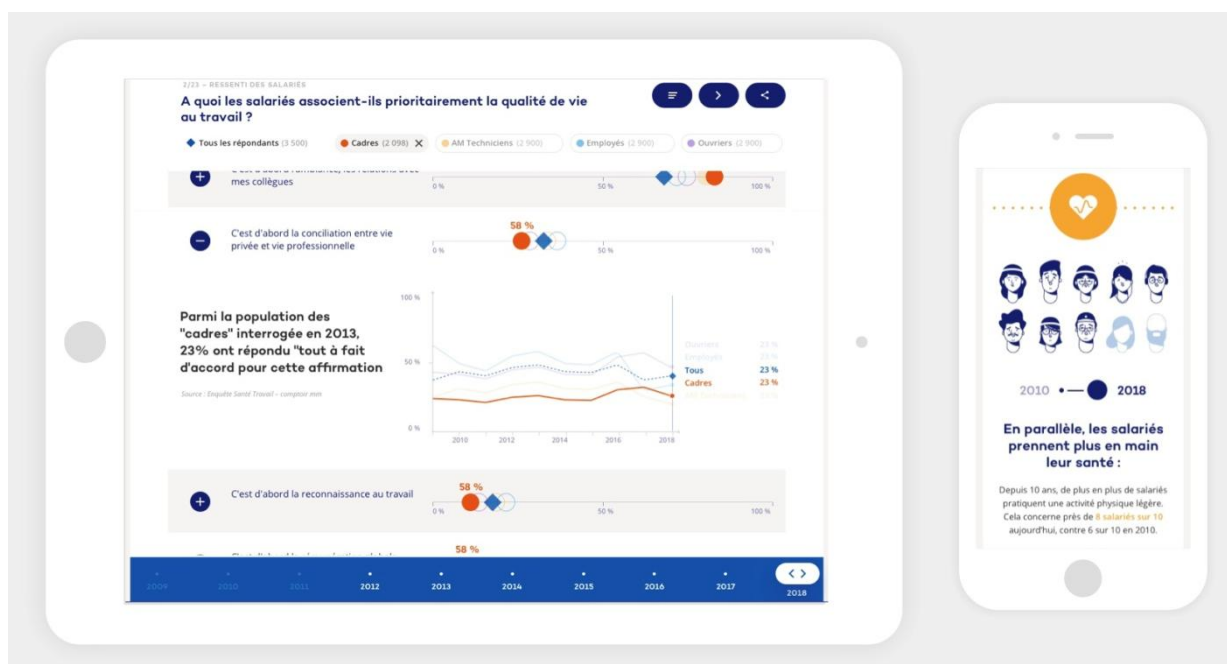 2/23 – RESSENTI DES SALARIÉS
A quoi les salariés associent-ils prioritairement la qualité de vie
au travail ?
Tous les répondants (3 500)
Cadres (2 098)
AM Techniciens (2 900)
Employés (2 900)
Ouvriers (2 900)
mes collègues
0 %
50 %
100 %
C'est d'abord la conciliation entre vie
privée et vie professionnelle
58 %
0 %
50 %
100 %
Parmi la population des
"cadres" interrogée en 2013,
23% ont répondu "tout à fait
d'accord pour cette affirmation
Source : Enquête Santé Travail – comptoir mm
100 %
50 %
0 %
2010
2012
2014
2016
2018
Ouvriers 23 %
Employés 23 %
Tous 23 %
Cadres 23 %
C'est d'abord la reconnaissance au travail
58 %
0 %
50 %
100 %
58 %
2009
2010
2011
2012
2013
2014
2015
2016
2017
2018
2010
2018
En parallèle, les salariés
prennent plus en main
leur santé :
Depuis 10 ans, de plus en plus de salariés
pratiquent une activité physique légère.
Cela concerne près de 8 salariés sur 10
aujourd'hui, contre 6 sur 10 en 2010.